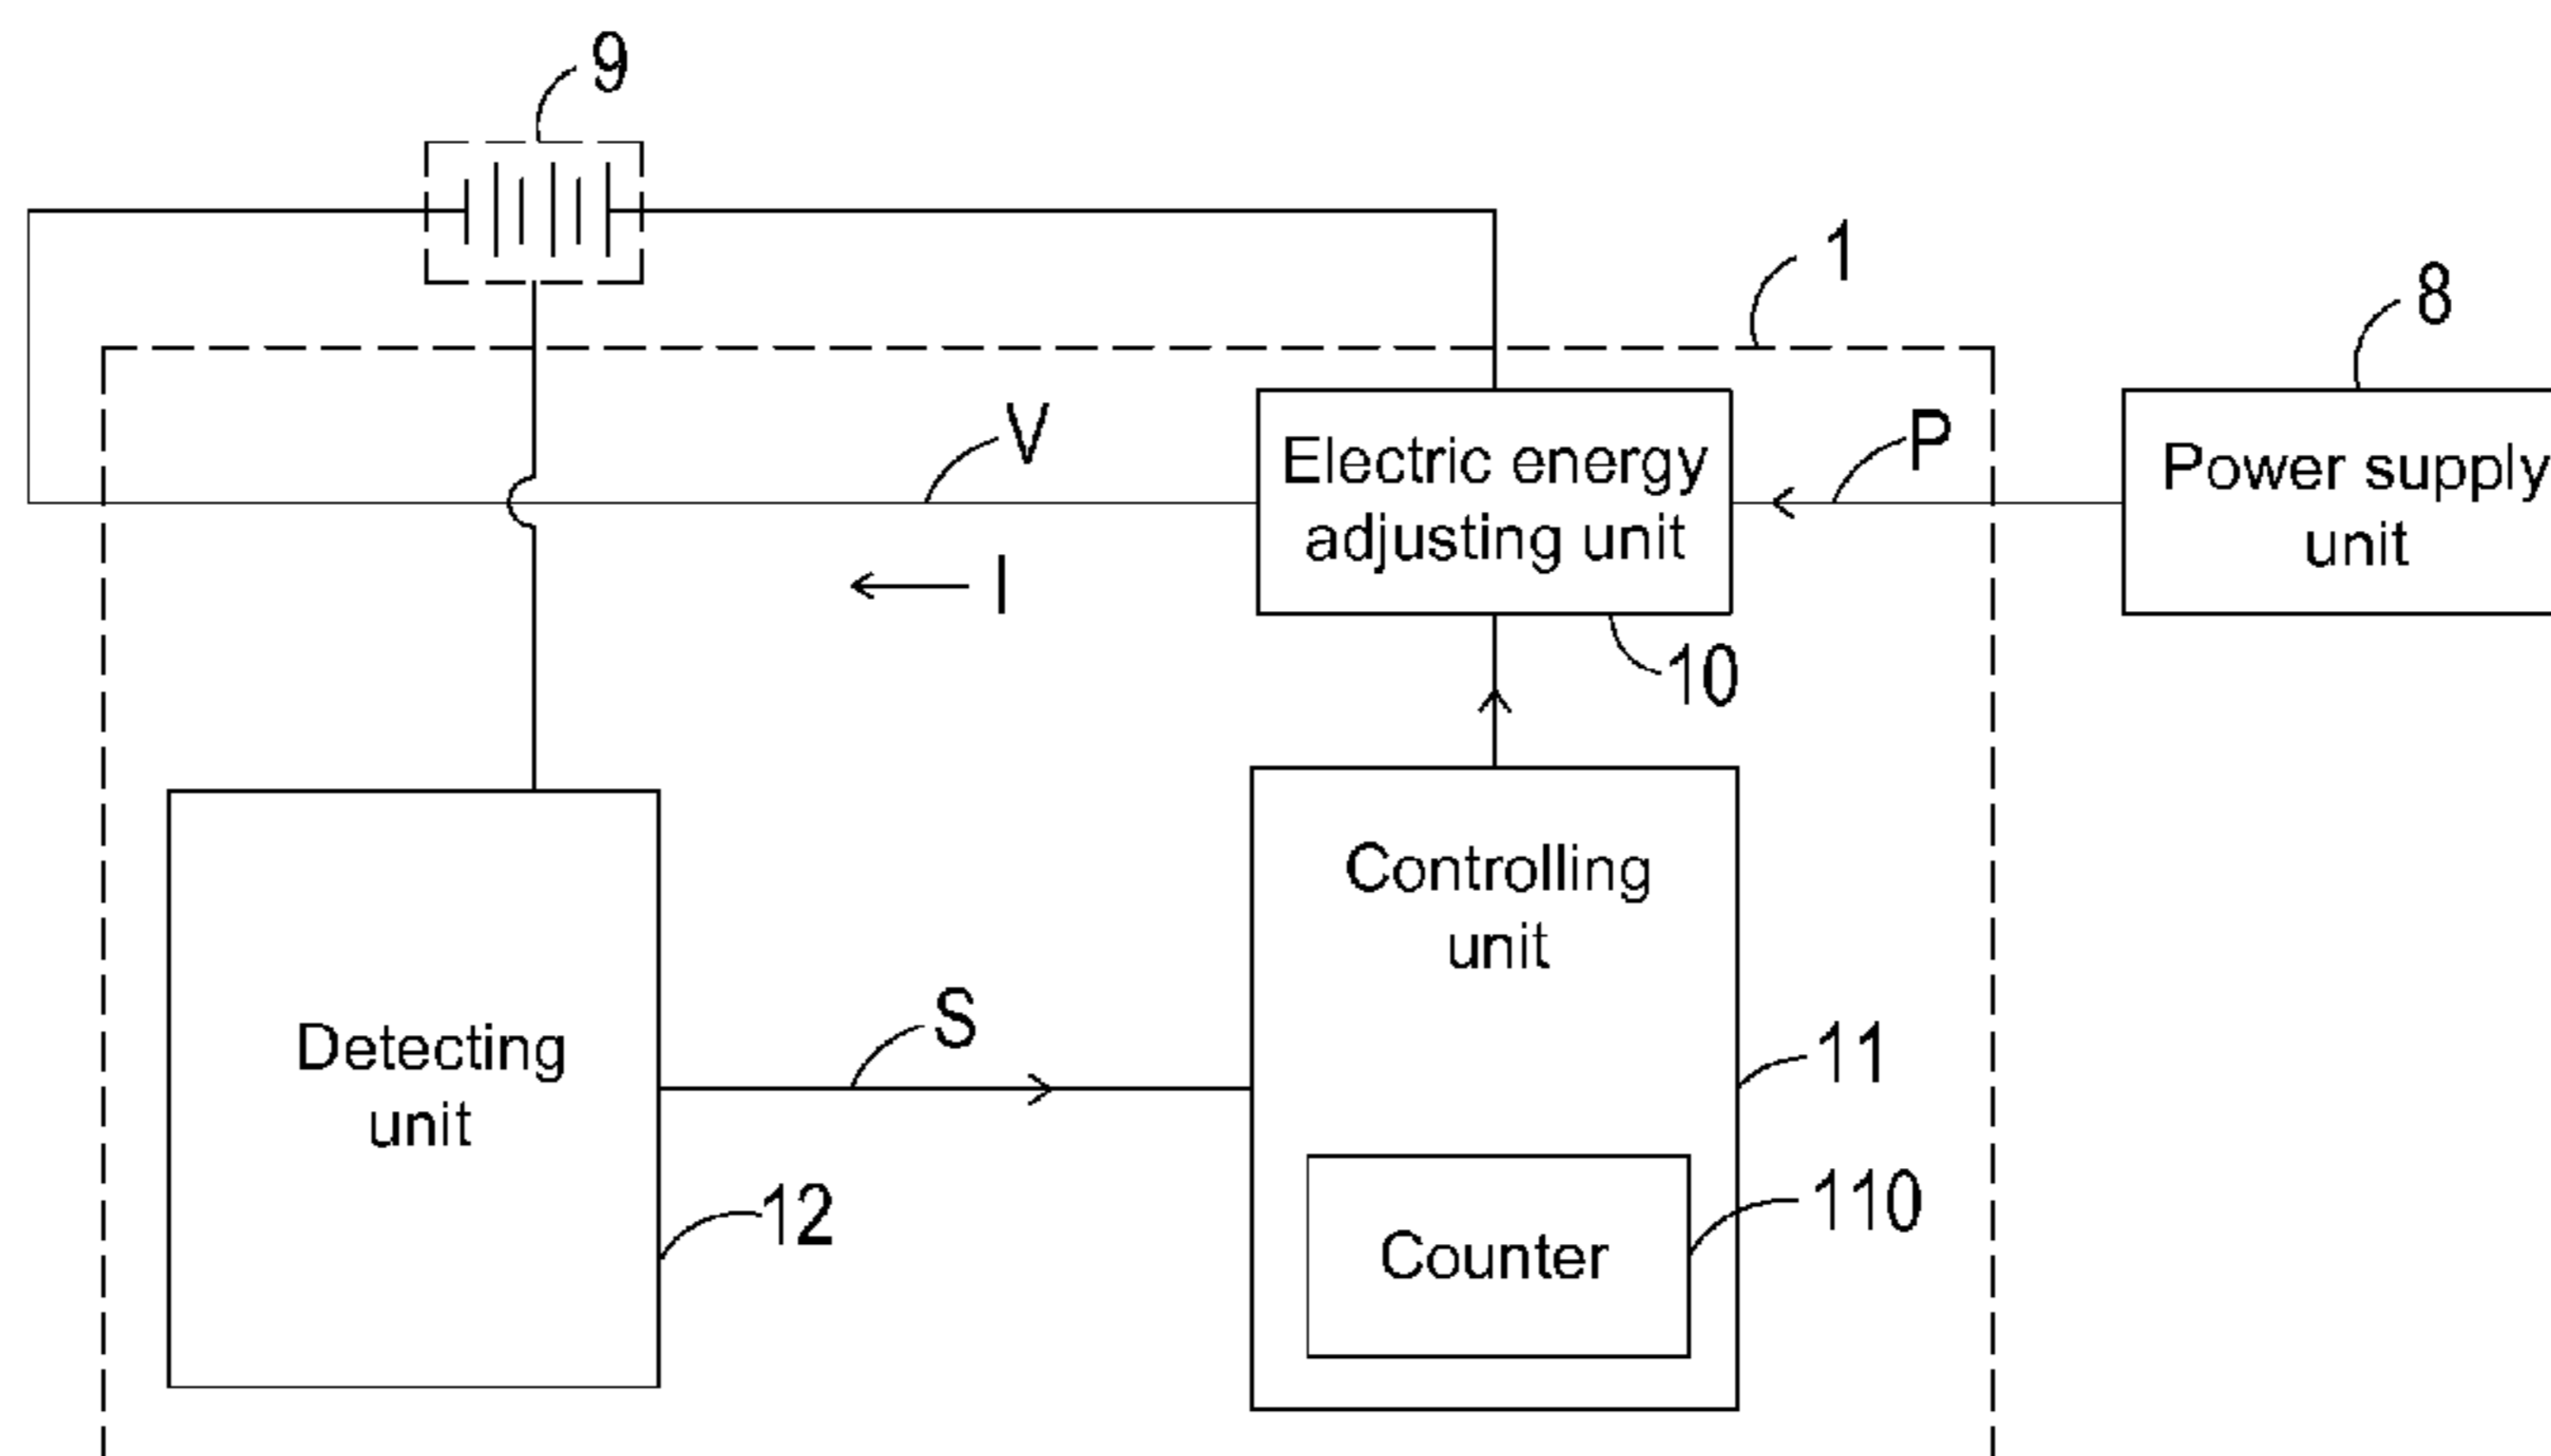 9
1
8
V
P
Electric energy
adjusting unit
Power supply
unit
I
10
Controlling
unit
S
11
Detecting
unit
12
110
Counter